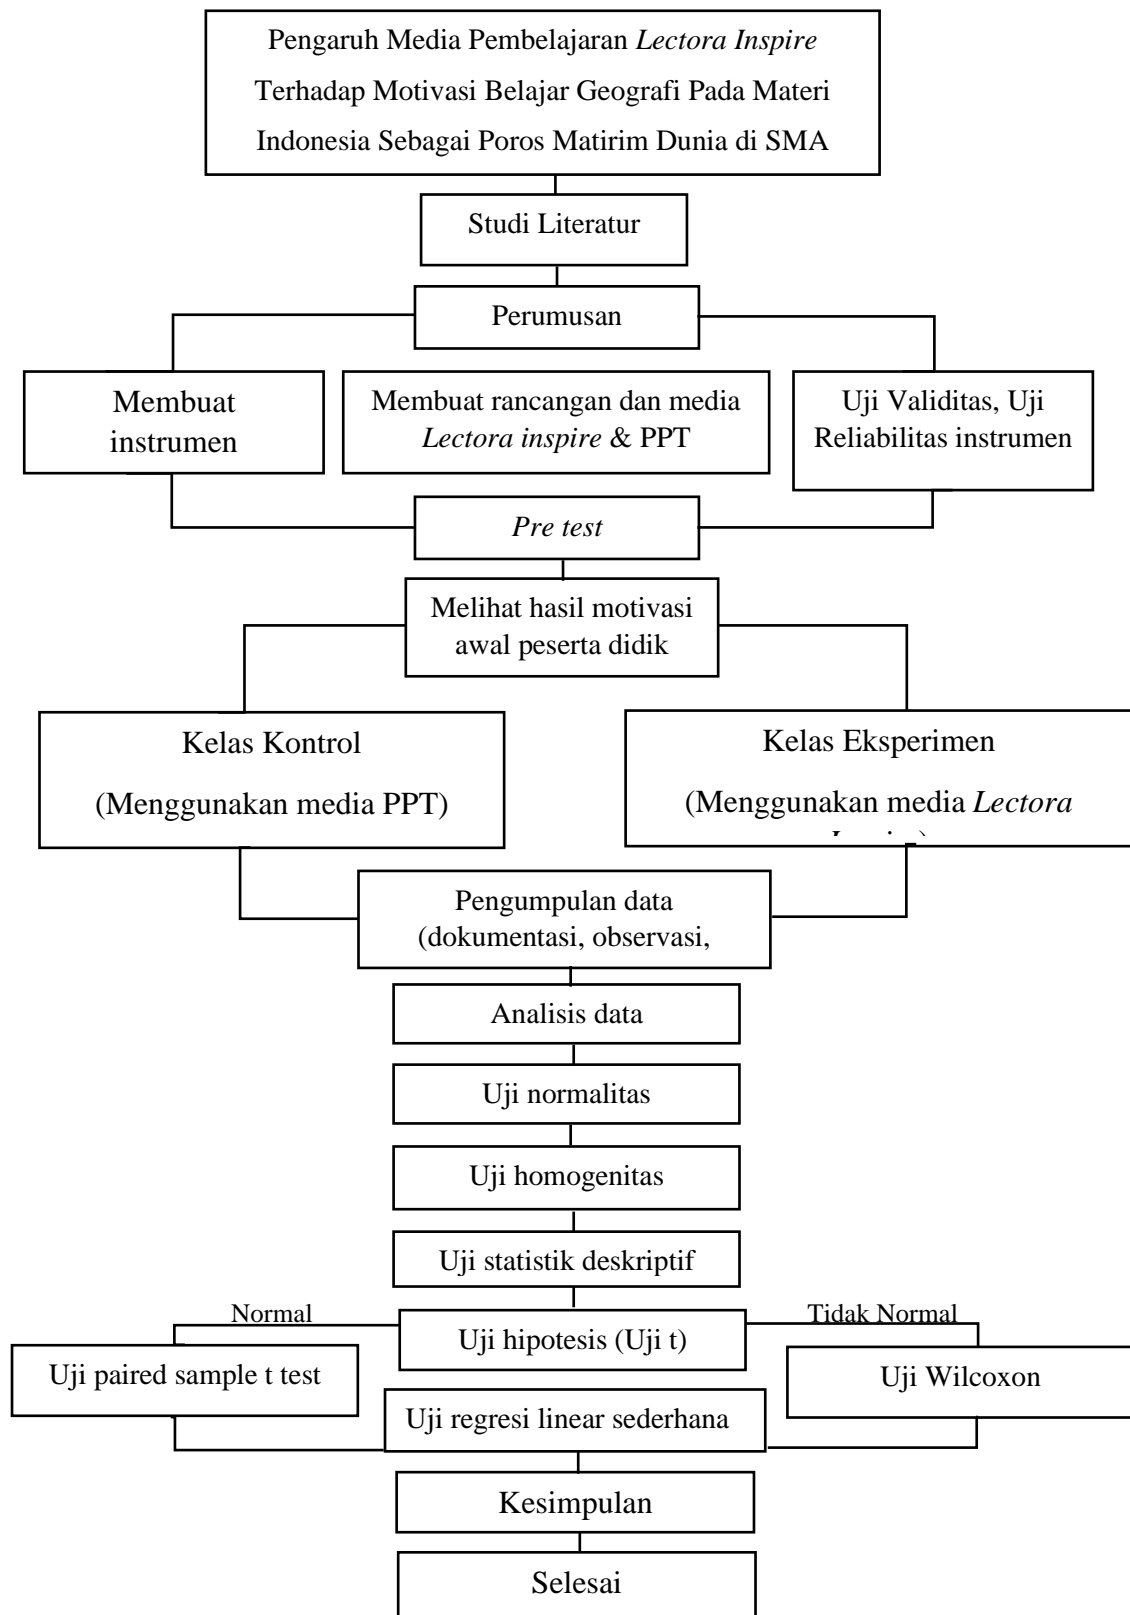 Pengaruh Media Pembelajaran Lectora Inspire
Terhadap Motivasi Belajar Geografi Pada Materi
Indonesia Sebagai Poros Matirim Dunia di SMA
Studi Literatur
Perumusan
Membuat
instrumen
Membuat rancangan dan media
Lectora inspire & PPT
Uji Validitas, Uji
Reliabilitas instrumen
Pre test
Melihat hasil motivasi
awal peserta didik
Kelas Kontrol
(Menggunakan media PPT)
Kelas Eksperimen
(Menggunakan media Lectora
Pengumpulan data
(dokumentasi, observasi,
Analisis data
Uji normalitas
Uji homogenitas
Uji statistik deskriptif
Normal
Tidak Normal
Uji hipotesis (Uji t)
Uji paired sample t test
Uji Wilcoxon
Uji regresi linear sederhana
Kesimpulan
Selesai